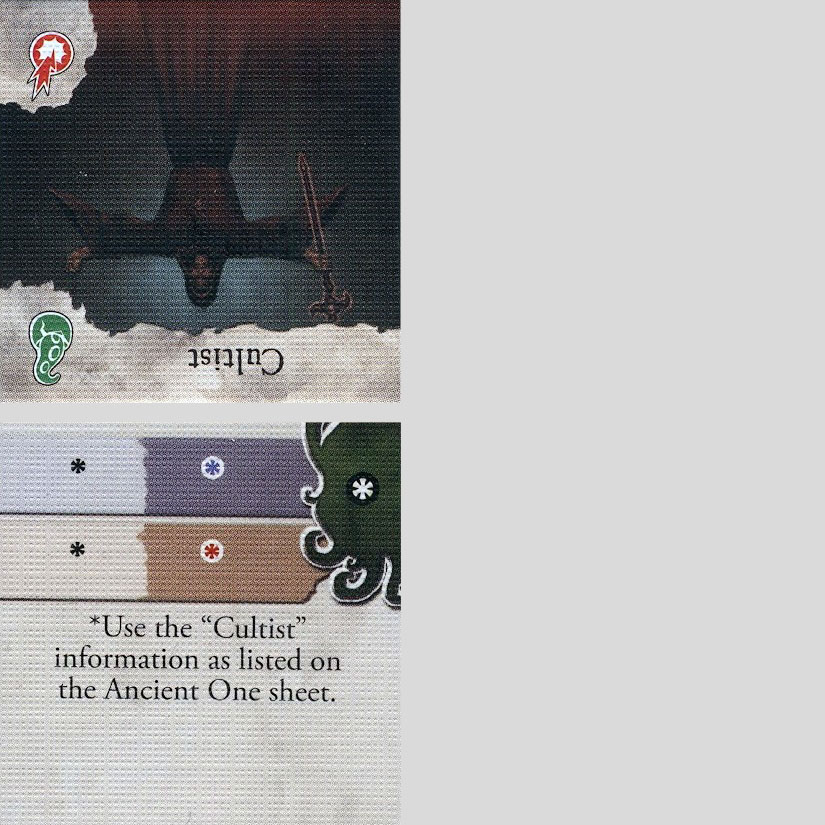 Cultist
* *
*
* *
*Use the “Cultist”
information as listed on
the Ancient One sheet.